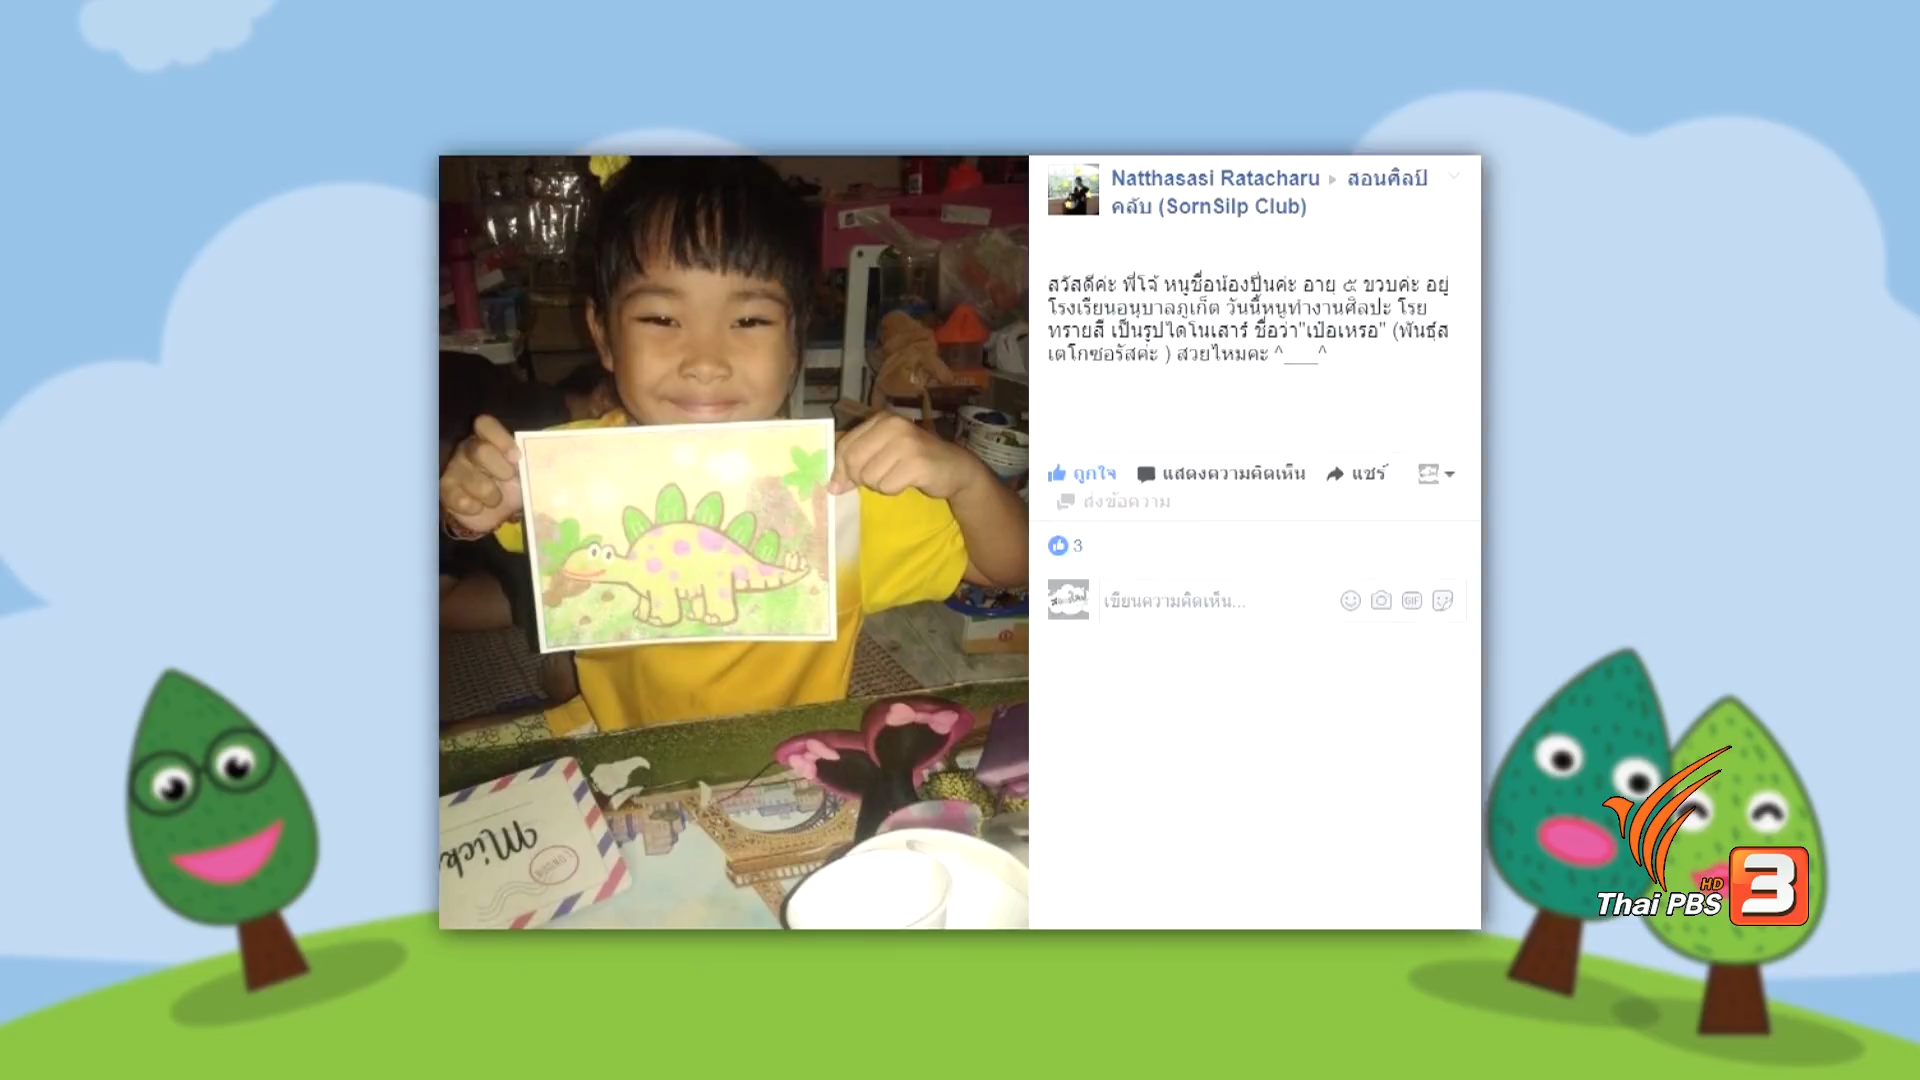 Natthasasi Ratacharu ▸ สอนศิลป์
คลับ (SornSilp Club)
สวัสดีค่ะ พี่โจ้ หนูชื่อน้องปิ่นค่ะ อายุ ๕ ขวบค่ะ อยู่
โรงเรียนอนุบาลภูเก็ต วันนี้หนูทำงานศิลปะ โรย
ทรายสี เป็นรูปไดโนเสาร์ ชื่อว่า"เป๋อเหรอ" (พันธุ์ส
เตโกซอรัสค่ะ ) สวยไหมคะ ^___^
ถูกใจ แสดงความคิดเห็น แชร์
ส่งข้อความ
3
เขียนความคิดเห็น...
GIF
Mick
Thai PBS HD 3